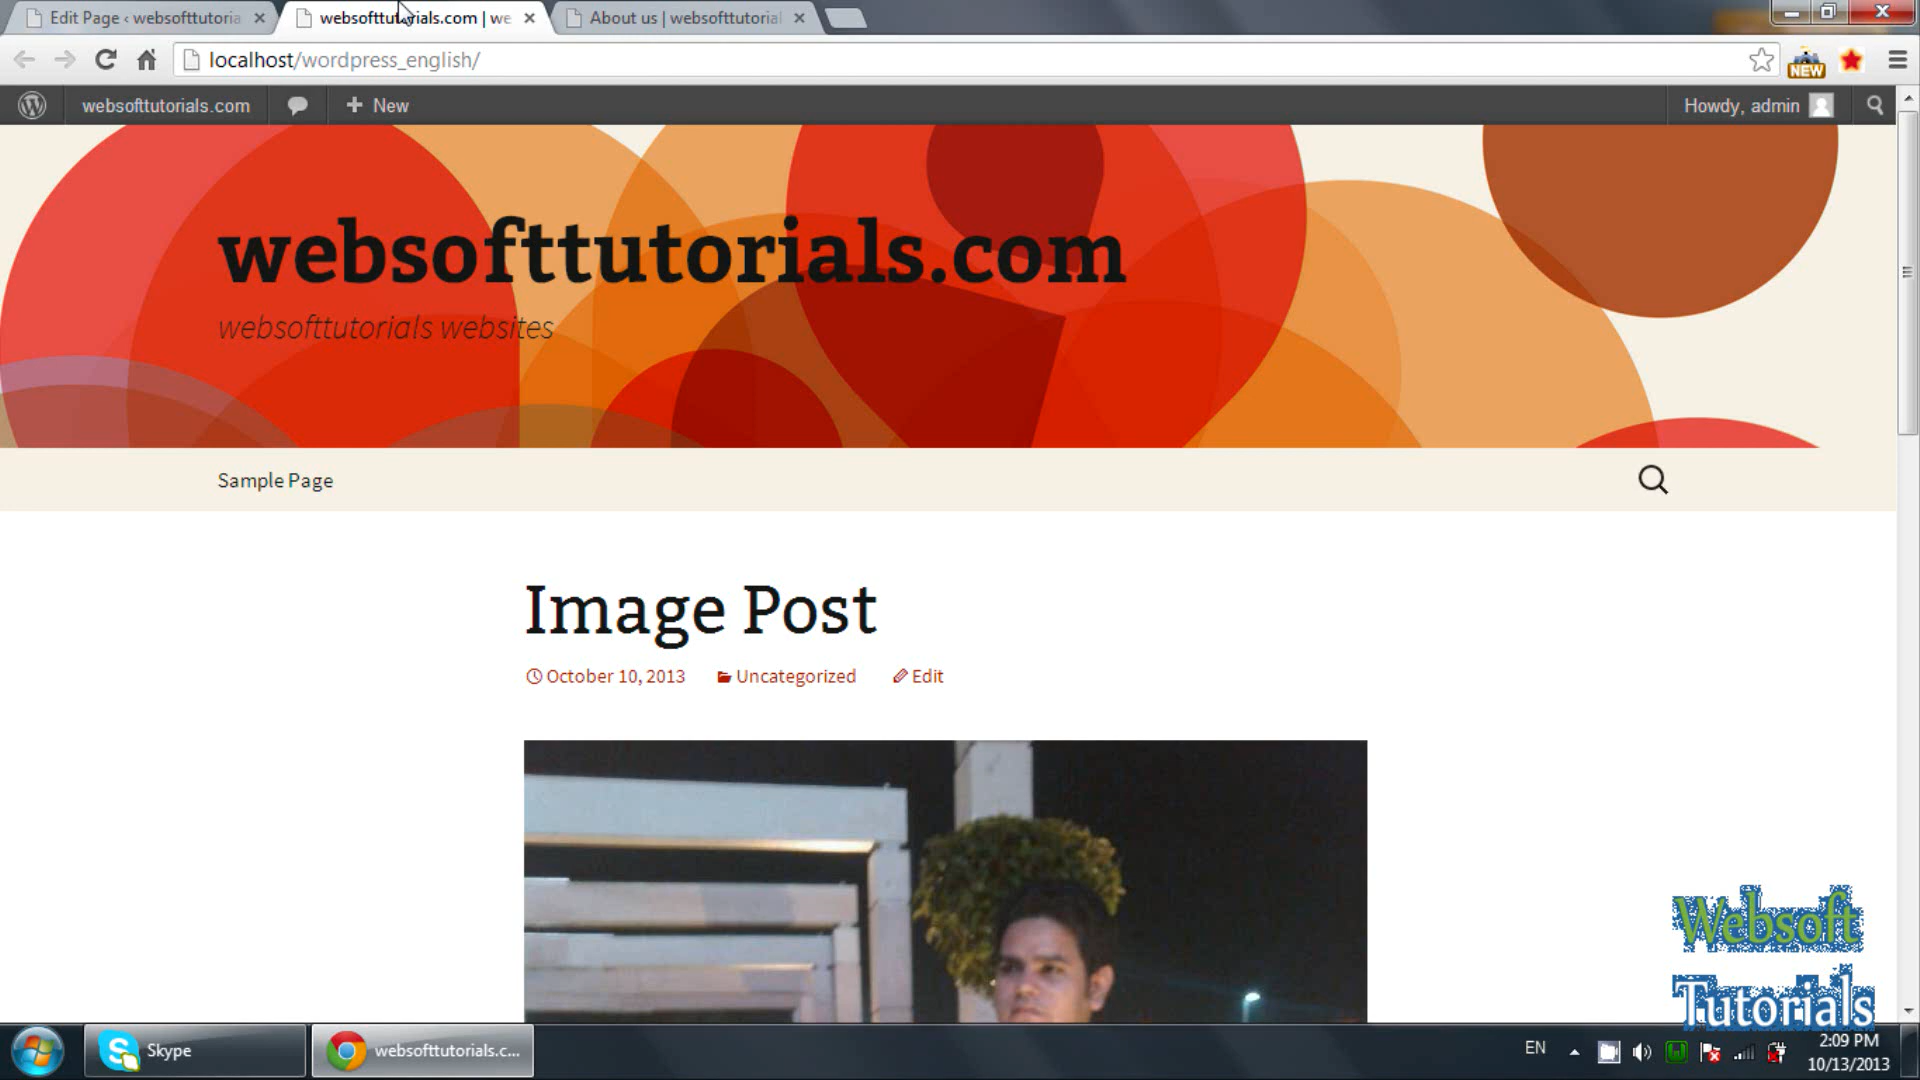 Edit Page ‹ websofttutoria
websofttutorials.com | we
About us | websofttutorial
localhost/wordpress_english/
NEW
websofttutorials.com
+ New
Howdy, admin
websofttutorials.com
websofttutorials websites
Sample Page
Image Post
October 10, 2013
Uncategorized
Edit
Websoft
Tutorials
Skype
websofttutorials.c...
EN
2:09 PM
10/13/2013